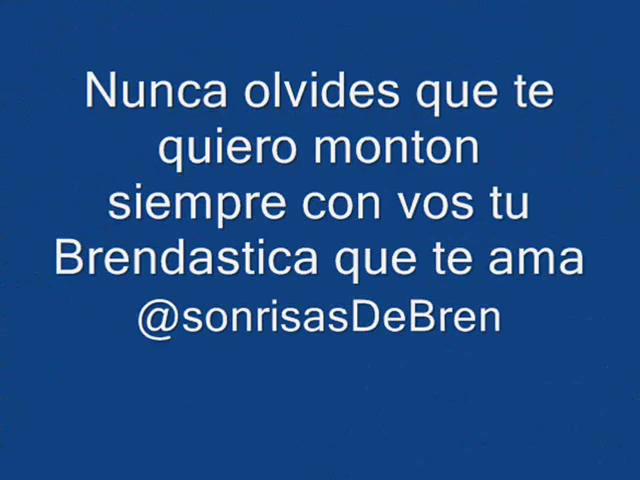 Nunca olvides que te
quiero monton
siempre con vos tu
Brendastica que te ama
@sonrisasDeBren